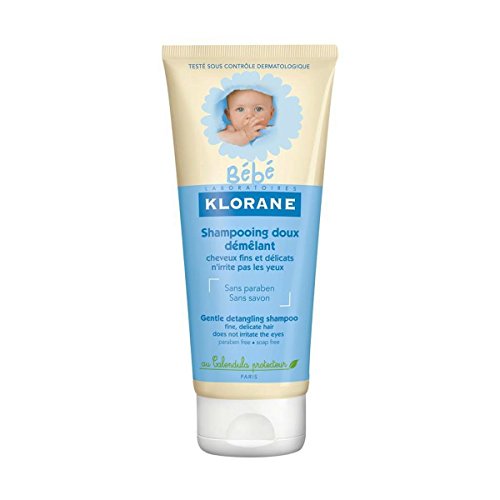 TESTÉ SOUS CONTRÔLE DERMATOLOGIQUE
Bébé
LABORATOIRES
KLORANE
Shampooing doux
démêlant
cheveux fins et délicats
n'irrite pas les yeux
Sans paraben
Sans savon
Gentle detangling shampoo
fine, delicate hair
does not irritate the eyes
paraben free • soap free
au Calendula protecteur
PARIS